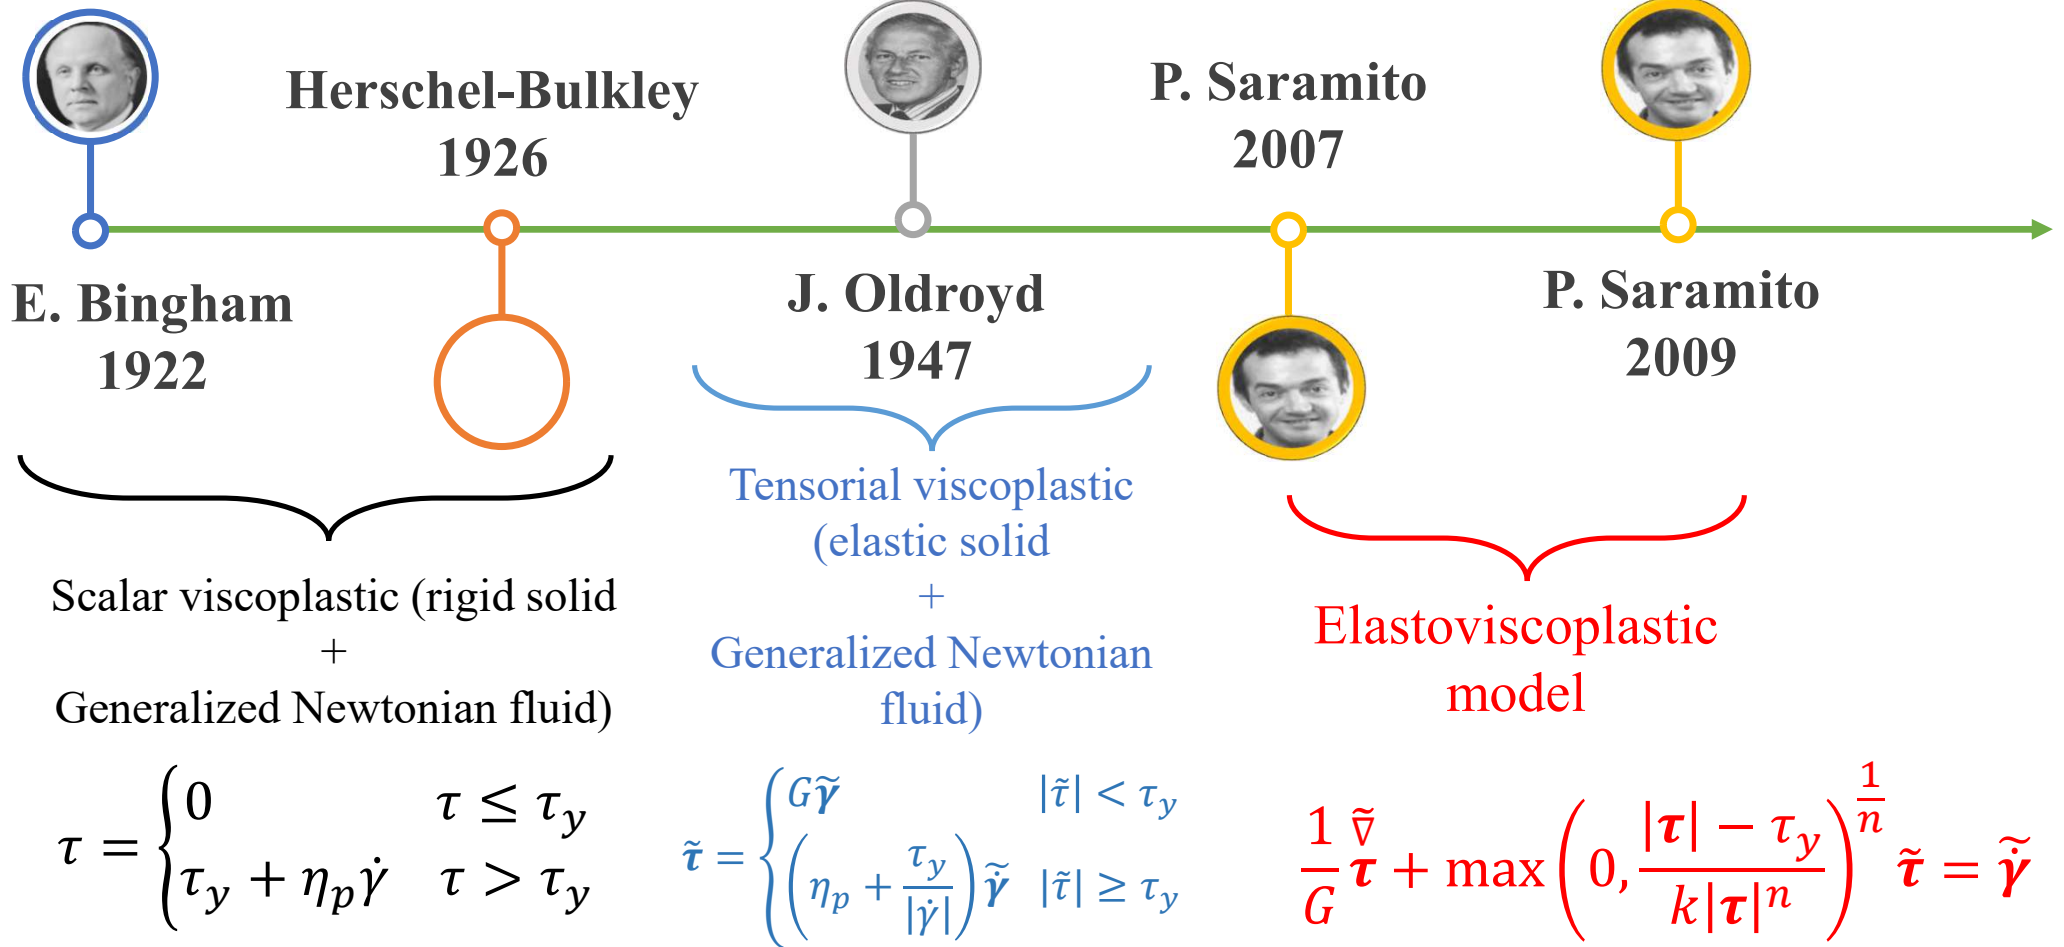 Herschel-Bulkley
1926
P. Saramito
2007
E. Bingham
1922
J. Oldroyd
1947
P. Saramito
2009
Scalar viscoplastic (rigid solid
+
Generalized Newtonian fluid)
τ = {0 τ ≤ τ_y
τ_y + η_p γ̇ τ > τ_y
Tensorial viscoplastic
(elastic solid
+
Generalized Newtonian
fluid)
τ̃ = {Gγ̃ |τ̃| < τ_y
(η_p + τ_y/|γ̇|) γ̇̃ |τ̃| ≥ τ_y
Elastoviscoplastic
model
1/G τ̃^∇ + max(0, (|τ| − τ_y)/(k|τ|^n))^(1/n) τ̃ = γ̇̃